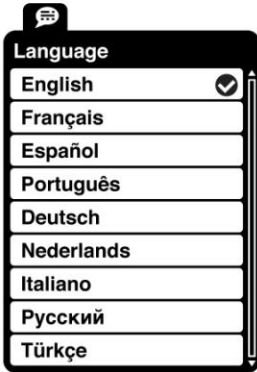 Language
English
Français
Español
Português
Deutsch
Nederlands
Italiano
Русский
Türkçe